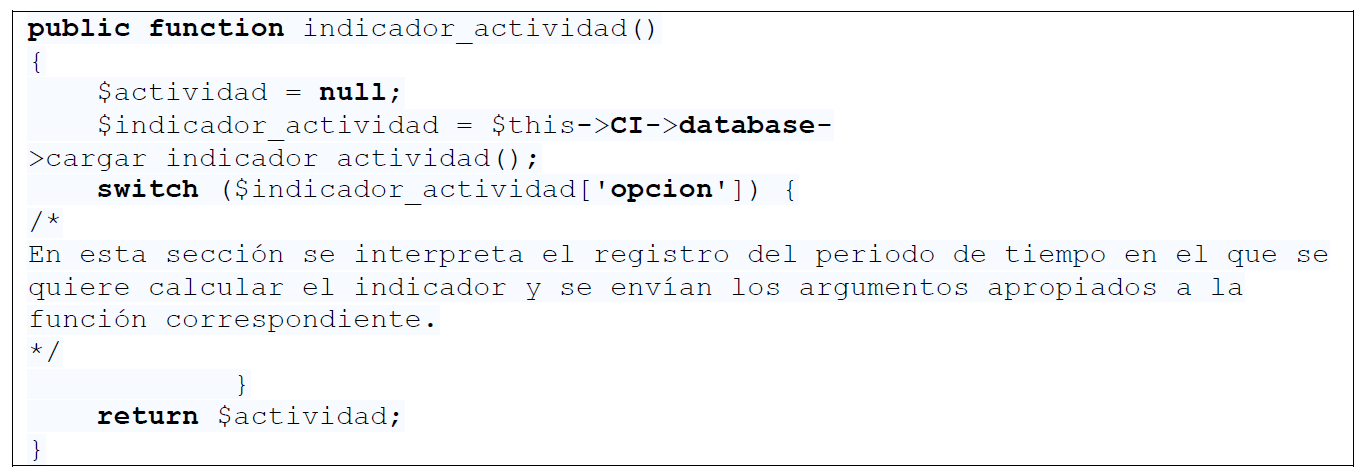 public function indicador_actividad()
{
    $actividad = null;
    $indicador_actividad = $this->CI->database-
>cargar indicador actividad();
    switch ($indicador_actividad['opcion']) {
/*
En esta sección se interpreta el registro del periodo de tiempo en el que se
quiere calcular el indicador y se envían los argumentos apropiados a la
función correspondiente.
*/
            }
    return $actividad;
}